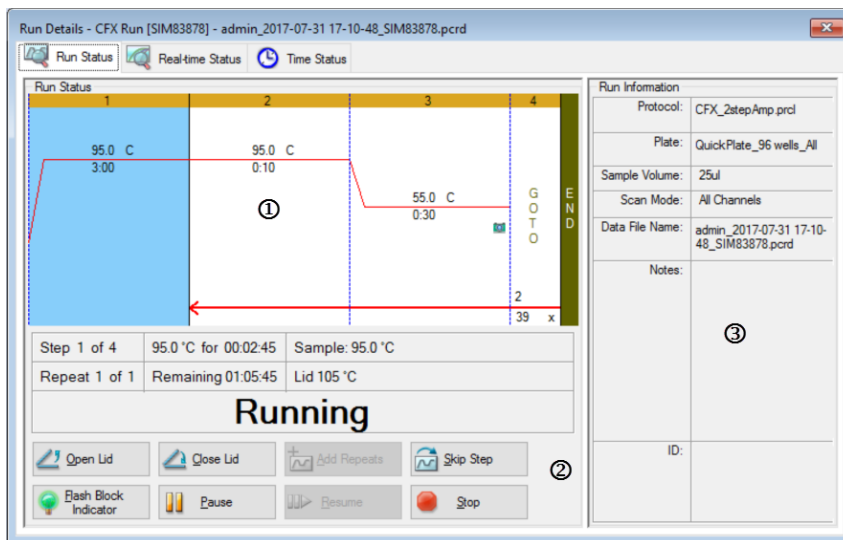 Run Details - CFX Run [SIM83878] - admin_2017-07-31 17-10-48_SIM83878.pcrd
Run Status
Real-time Status
Time Status
Run Status
1
2
3
4
95.0 C
3:00
95.0 C
0:10
55.0 C
0:30
GOTO
END
①
2
39 x
Step 1 of 4
95.0 °C for 00:02:45
Sample: 95.0 °C
Repeat 1 of 1
Remaining 01:05:45
Lid 105 °C
Running
Open Lid
Close Lid
Add Repeats
Skip Step
②
Flash Block
Indicator
Pause
Resume
Stop
Run Information
Protocol: CFX_2stepAmp.prcl
Plate: QuickPlate_96 wells_All
Sample Volume: 25ul
Scan Mode: All Channels
Data File Name: admin_2017-07-31 17-10-
48_SIM83878.pcrd
Notes:
③
ID: